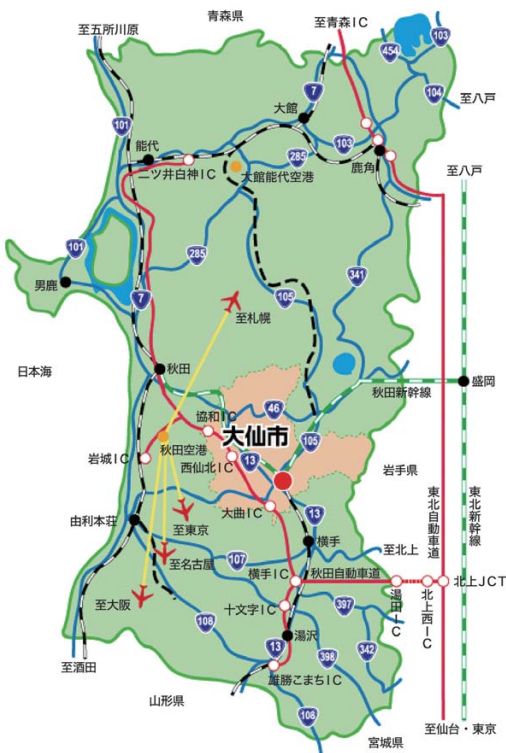 青森県
至五所川原
至青森IC
103
454
7
104
至八戸
大館
101
能代
103
鹿角
二ツ井白神IC
285
大館能代空港
至八戸
101
285
341
男鹿
7
105
至札幌
日本海
秋田
盛岡
秋田新幹線
46
協和IC
大仙市
105
秋田空港
13
岩城IC
西仙北IC
岩手県
東北自動車道
東北新幹線
大曲IC
13
由利本荘
至東京
横手
至北上
至名古屋
107
横手IC
秋田自動車道
北上JCT
至大阪
十文字IC
397
湯田IC
北上西IC
108
湯沢
13
398
342
至酒田
雄勝こまちIC
山形県
108
宮城県
至仙台・東京